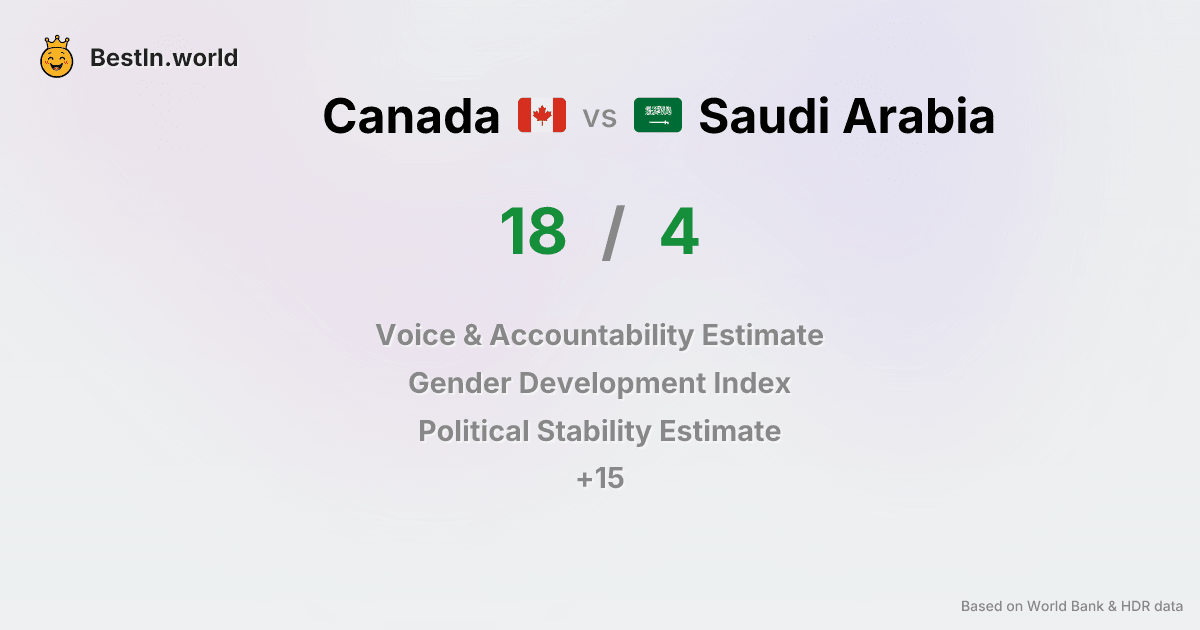 BestIn.world
Canada vs Saudi Arabia
18 / 4
Voice & Accountability Estimate
Gender Development Index
Political Stability Estimate
+15
Based on World Bank & HDR data